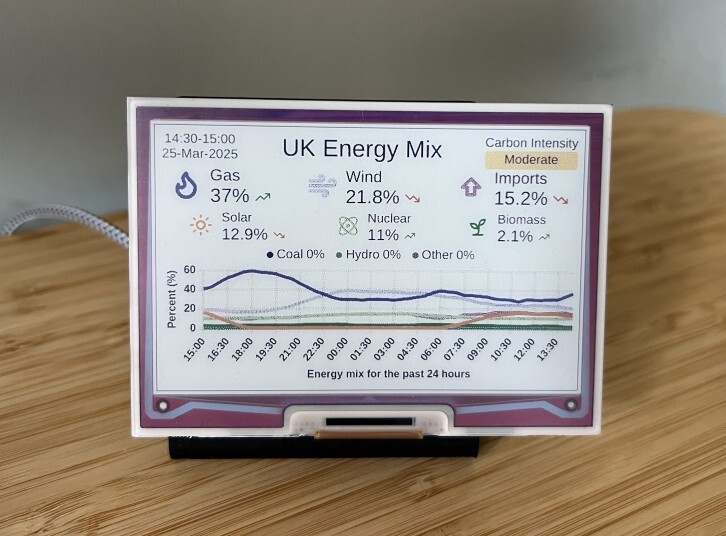 14:30-15:00
25-Mar-2025
UK Energy Mix
Carbon Intensity
Moderate
Gas
37%
Wind
21.8%
Imports
15.2%
Solar
12.9%
Nuclear
11%
Biomass
2.1%
Coal 0% Hydro 0% Other 0%
Percent (%)
60
40
20
0
15:00 16:30 18:00 19:30 21:00 22:30 00:00 01:30 03:00 04:30 06:00 07:30 09:00 10:30 12:00 13:30
Energy mix for the past 24 hours